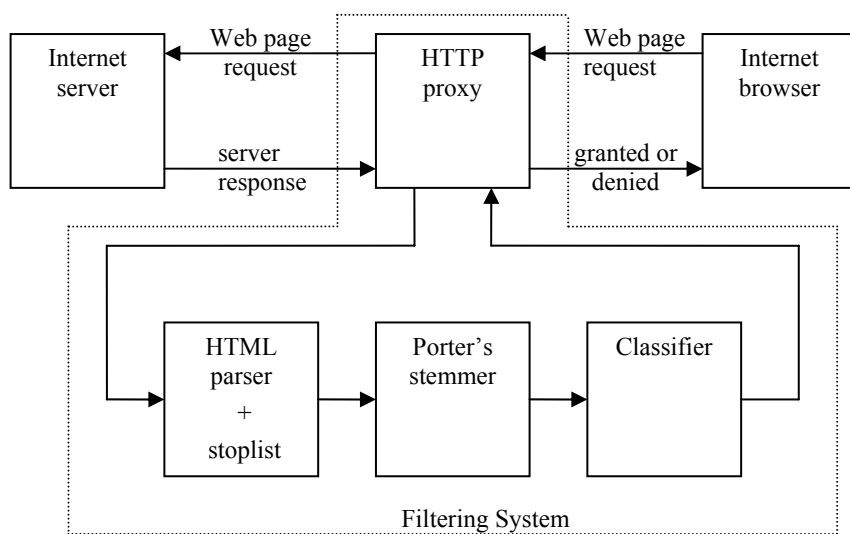 Internet
server
Web page
request
server
response
HTTP
proxy
Web page
request
granted or
denied
Internet
browser
HTML
parser
+
stoplist
Porter’s
stemmer
Classifier
Filtering System